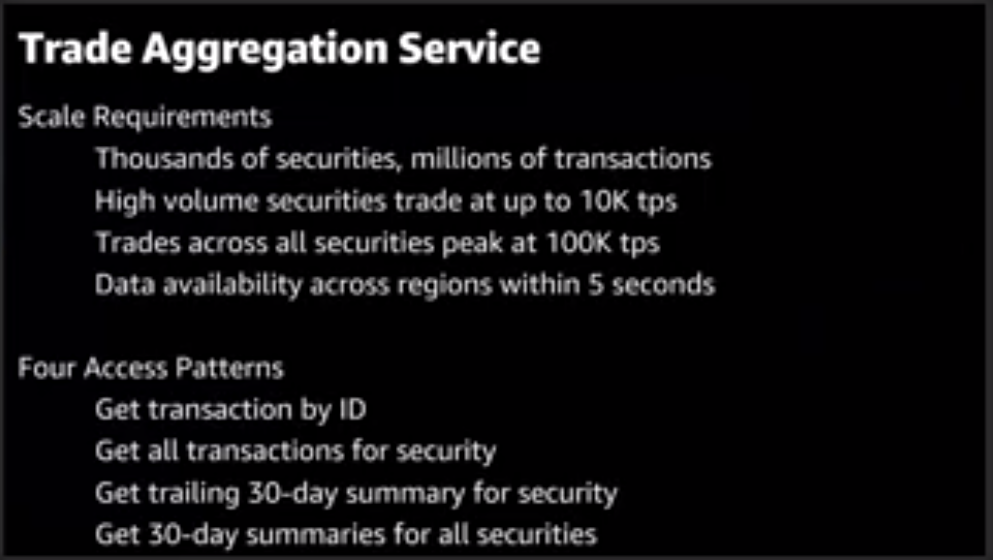 Trade Aggregation Service
Scale Requirements
Thousands of securities, millions of transactions
High volume securities trade at up to 10K tps
Trades across all securities peak at 100K tps
Data availability across regions within 5 seconds
Four Access Patterns
Get transaction by ID
Get all transactions for security
Get trailing 30-day summary for security
Get 30-day summaries for all securities